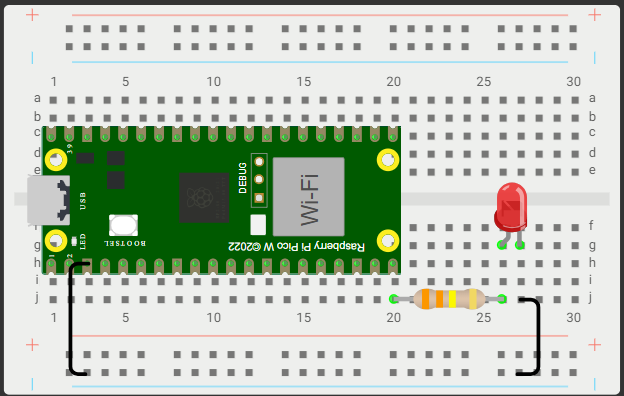 + +
1 5 10 15 20 25 30
a a
b b
c c
d d
e e
39
DEBUG
Wi-Fi
USB
LED
BOOTSEL
Raspberry Pi Pico W ©2022
1
2
f f
g g
h h
i i
j j
1 5 10 15 20 25 30
+ +